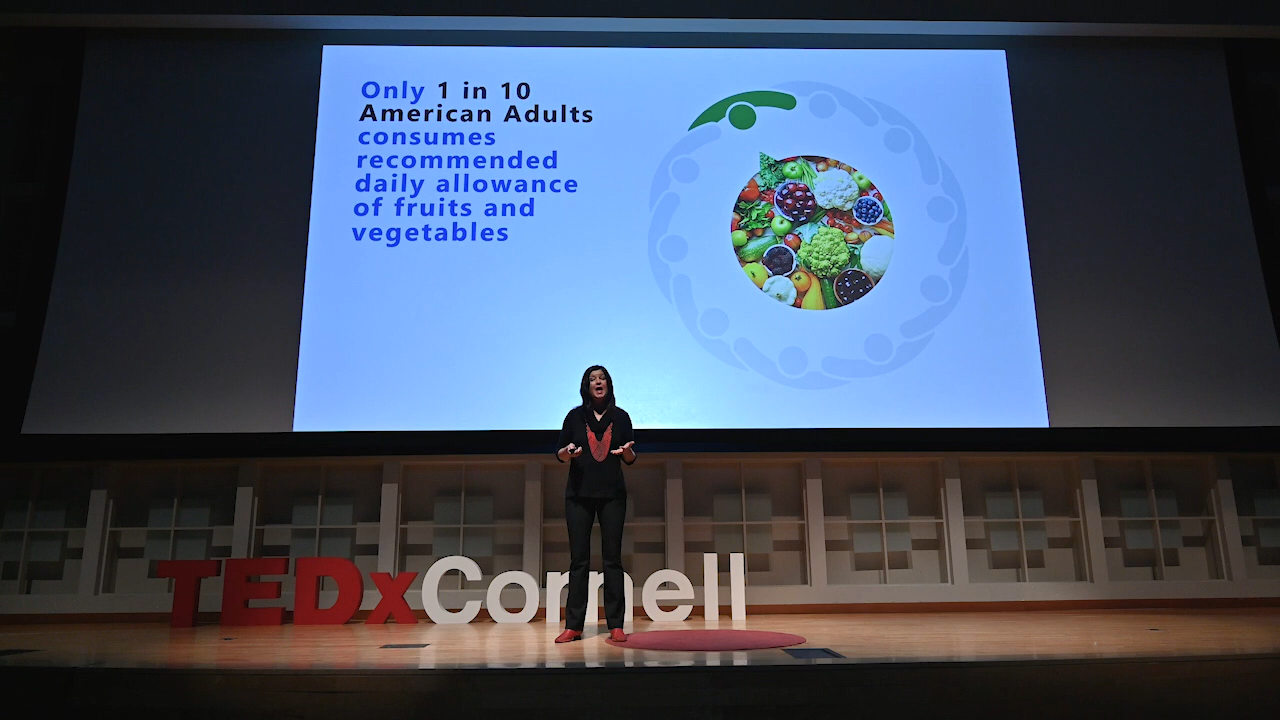 Only 1 in 10
American Adults
consumes
recommended
daily allowance
of fruits and
vegetables
TEDxCornell